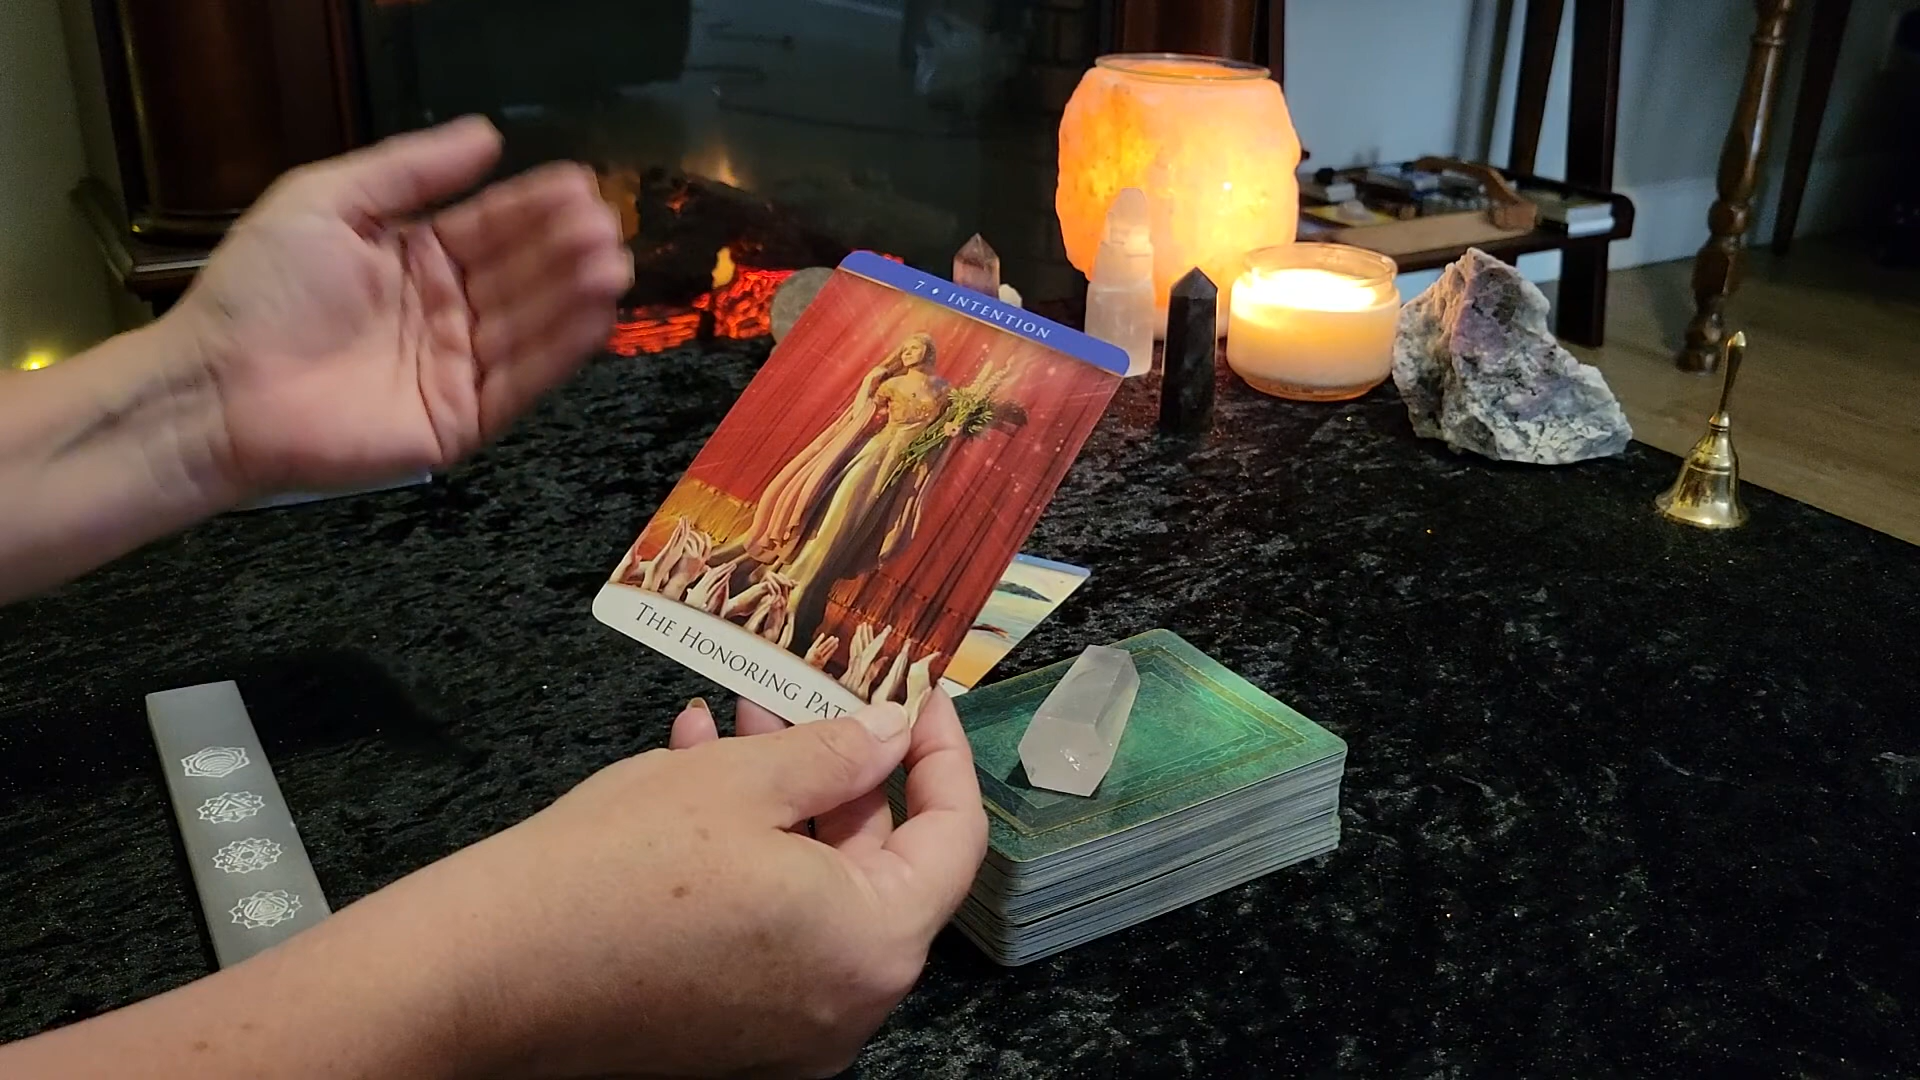 7 ♦ INTENTION
THE HONORING PAT